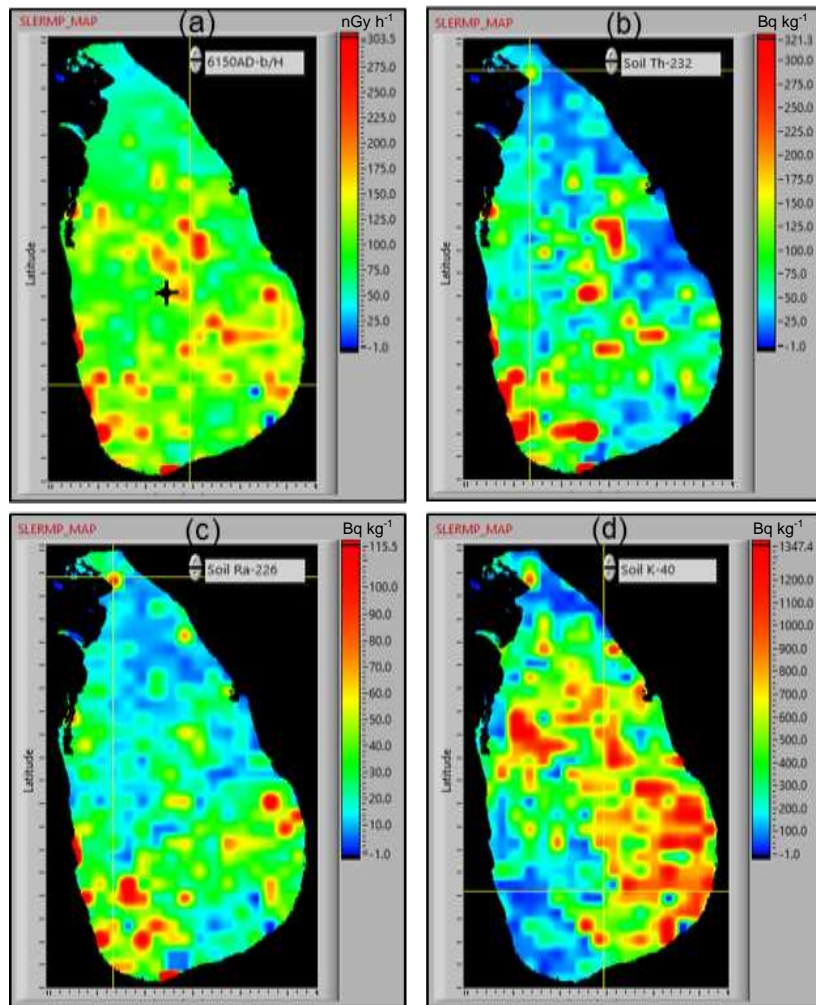 SLERMP_MAP
(a)
nGy h⁻¹
6150AD-b/H
303.5
275.0
250.0
225.0
200.0
175.0
150.0
125.0
100.0
75.0
50.0
25.0
-1.0
Latitude
SLERMP_MAP
(b)
Bq kg⁻¹
Soil Th-232
321.3
300.0
275.0
250.0
225.0
200.0
175.0
150.0
125.0
100.0
75.0
50.0
25.0
-1.0
Latitude
SLERMP_MAP
(c)
Bq kg⁻¹
Soil Ra-226
115.5
100.0
90.0
80.0
70.0
60.0
50.0
40.0
30.0
20.0
10.0
-1.0
Latitude
SLERMP_MAP
(d)
Bq kg⁻¹
Soil K-40
1347.4
1200.0
1100.0
1000.0
900.0
800.0
700.0
600.0
500.0
400.0
300.0
200.0
100.0
-1.0
Latitude